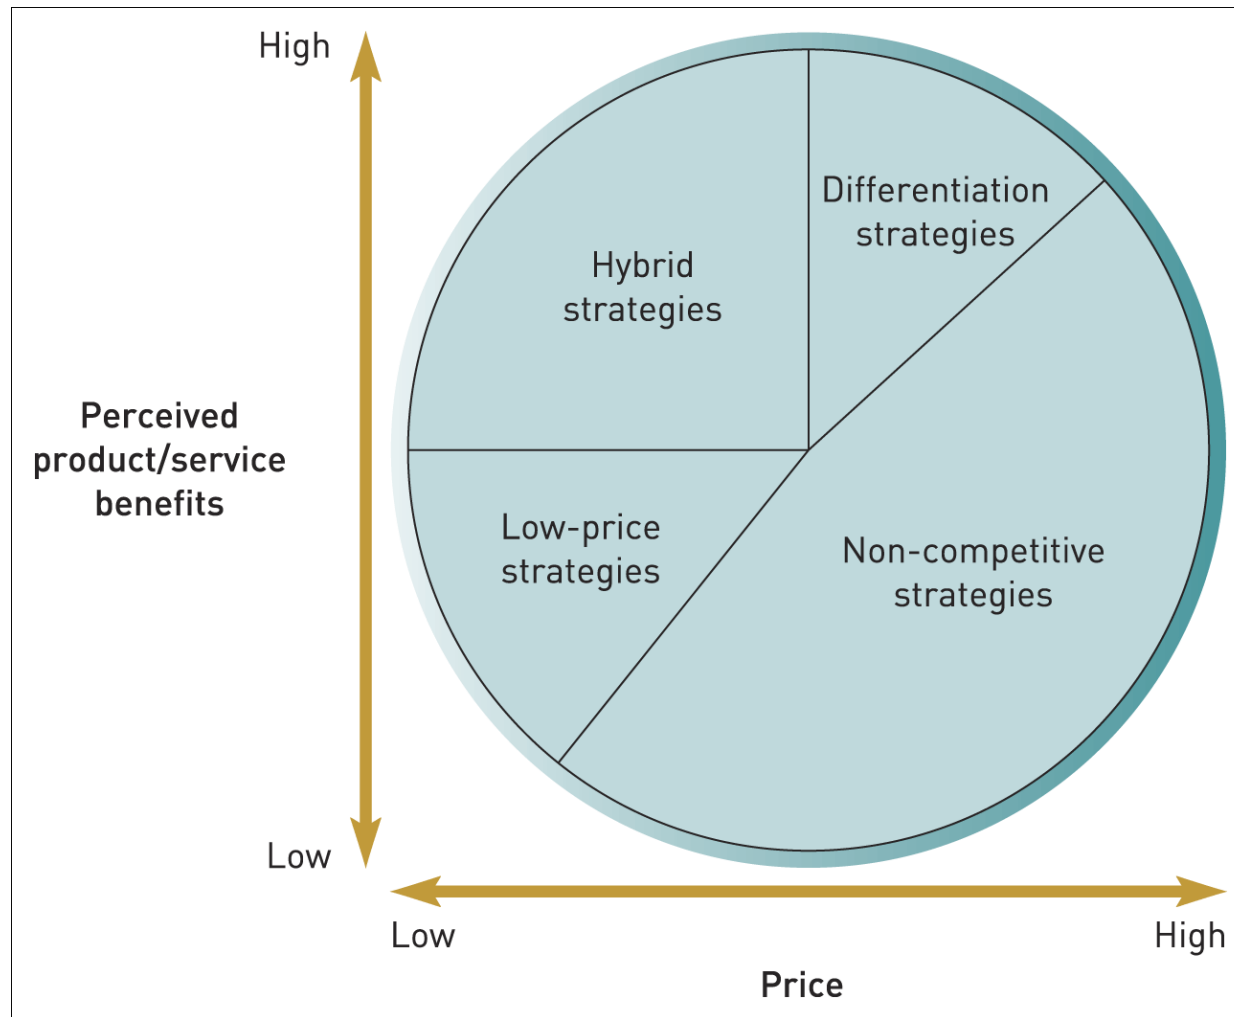 High
Differentiation
strategies
Hybrid
strategies
Perceived
product/service
benefits
Low-price
strategies
Non-competitive
strategies
Low
Low
High
Price